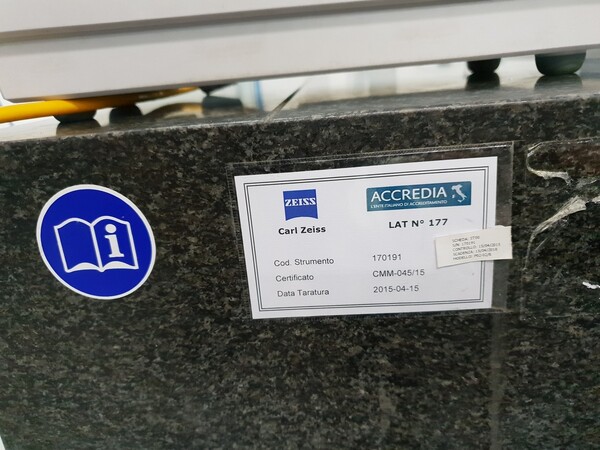 i
ZEISS
Carl Zeiss
ACCREDIA
L'ENTE ITALIANO DI ACCREDITAMENTO
LAT N° 177
Cod. Strumento 170191
Certificato CMM-045/15
Data Taratura 2015-04-15